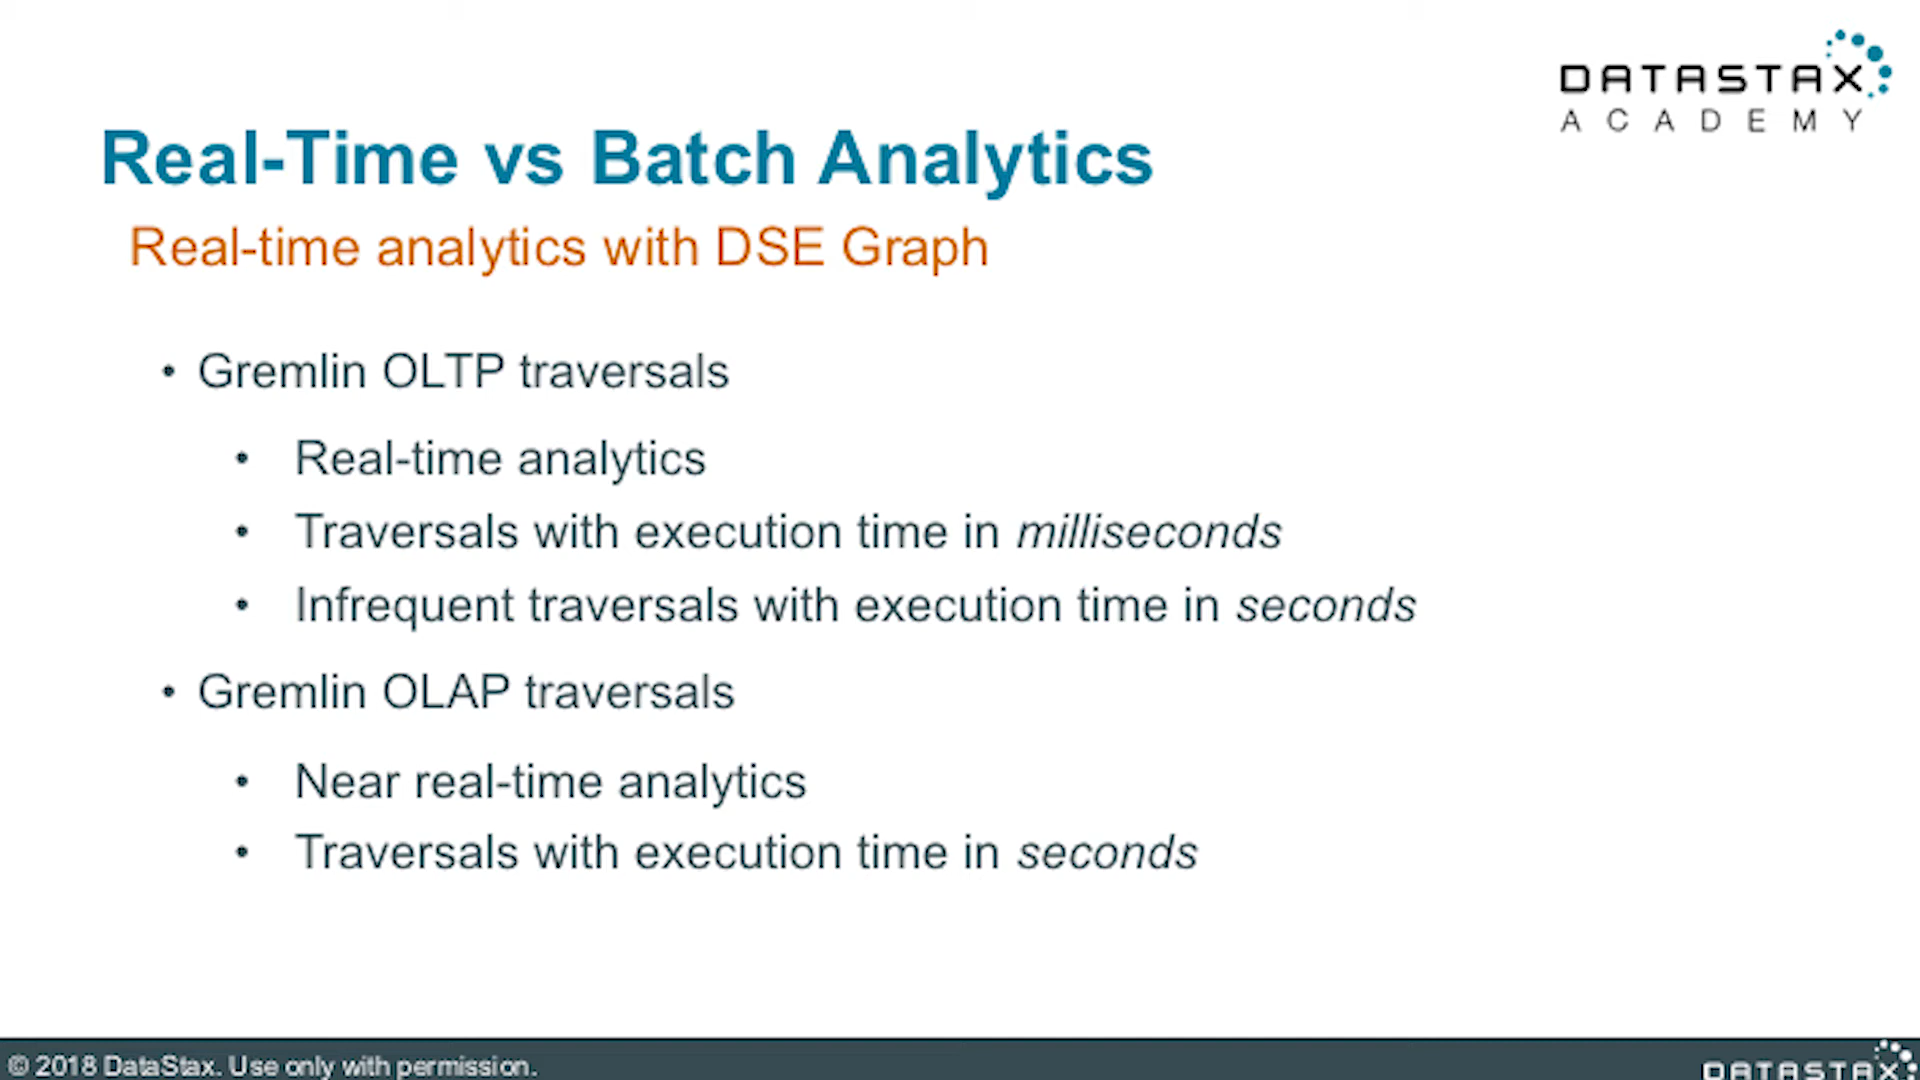 DATASTAX
ACADEMY
Real-Time vs Batch Analytics
Real-time analytics with DSE Graph
• Gremlin OLTP traversals
• Real-time analytics
• Traversals with execution time in milliseconds
• Infrequent traversals with execution time in seconds
• Gremlin OLAP traversals
• Near real-time analytics
• Traversals with execution time in seconds
© 2018 DataStax. Use only with permission.
DATASTAX